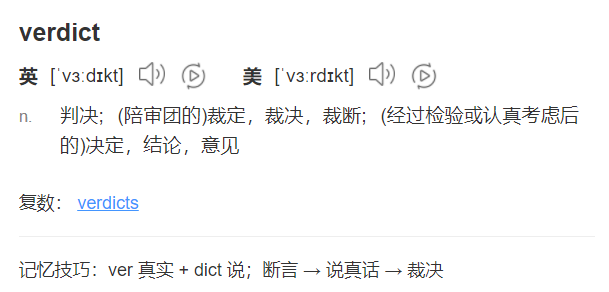 verdict
英 [ˈvɜːdɪkt] 美 [ˈvɜːrdɪkt]
n. 判决；(陪审团的)裁定，裁决，裁断；(经过检验或认真考虑后
的)决定，结论，意见
复数： verdicts
记忆技巧：ver 真实 + dict 说；断言 → 说真话 → 裁决